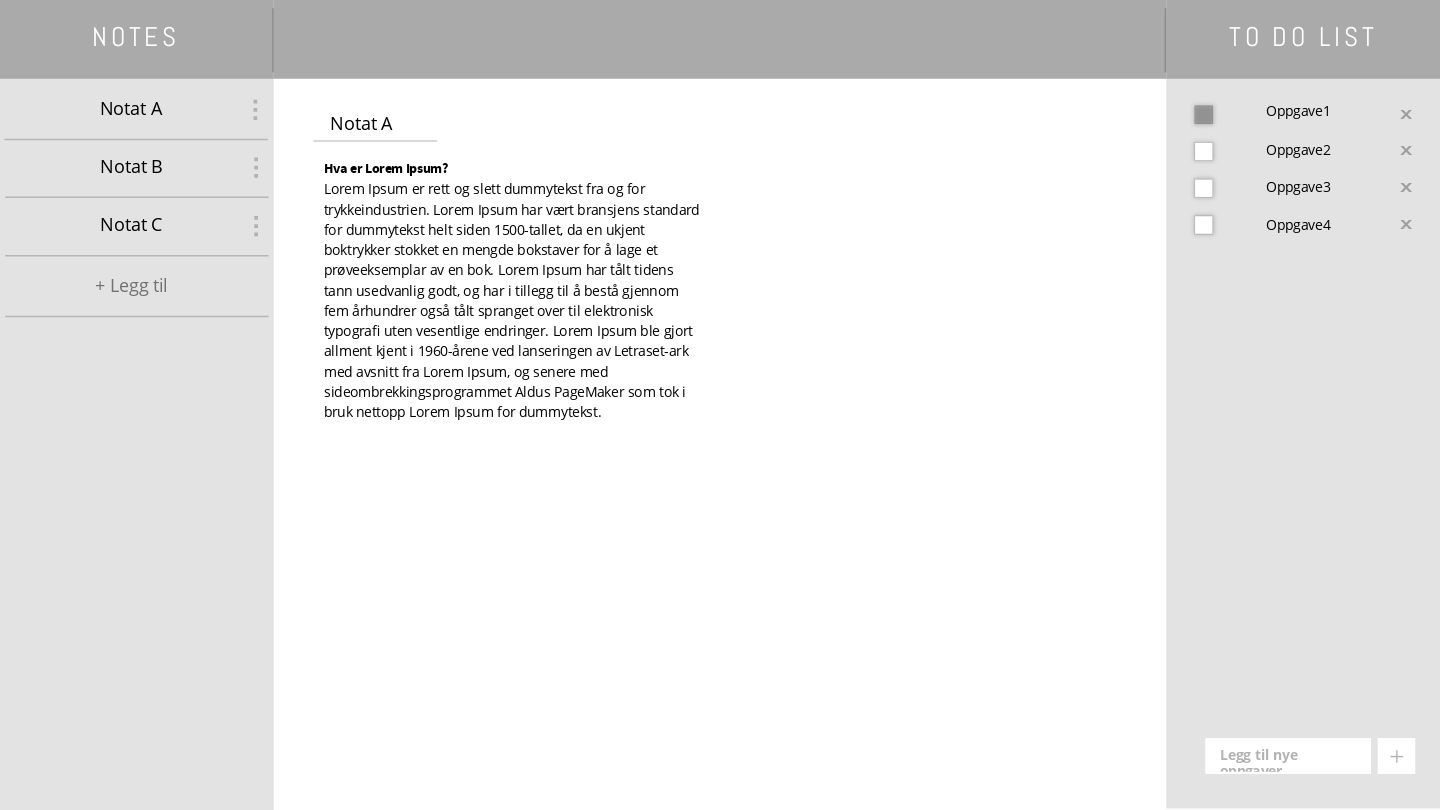 NOTES
TO DO LIST
Notat A
Notat B
Notat C
+ Legg til
Notat A
Hva er Lorem Ipsum?
Lorem Ipsum er rett og slett dummytekst fra og for
trykkeindustrien. Lorem Ipsum har vært bransjens standard
for dummytekst helt siden 1500-tallet, da en ukjent
boktrykker stokket en mengde bokstaver for å lage et
prøveeksemplar av en bok. Lorem Ipsum har tålt tidens
tann usedvanlig godt, og har i tillegg til å bestå gjennom
fem århundrer også tålt spranget over til elektronisk
typografi uten vesentlige endringer. Lorem Ipsum ble gjort
allment kjent i 1960-årene ved lanseringen av Letraset-ark
med avsnitt fra Lorem Ipsum, og senere med
sideombrekkingsprogrammet Aldus PageMaker som tok i
bruk nettopp Lorem Ipsum for dummytekst.
Oppgave1
Oppgave2
Oppgave3
Oppgave4
Legg til nye
oppgaver
+